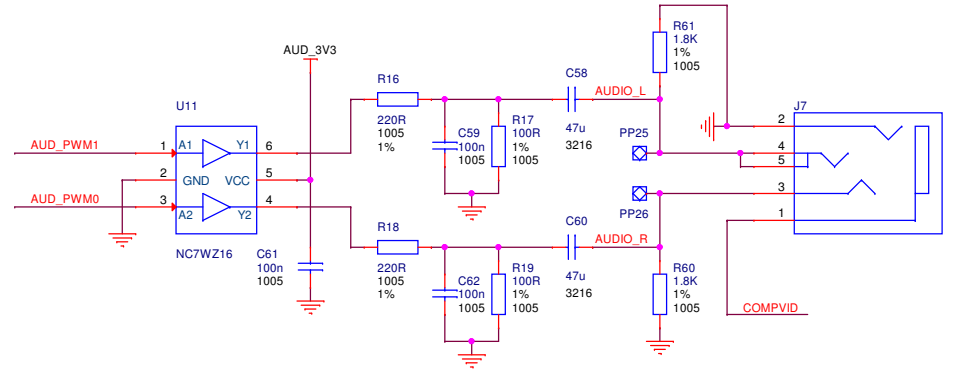 AUD_3V3
U11
AUD_PWM1
1
A1
Y1
6
2
GND
VCC
5
AUD_PWM0
3
A2
Y2
4
NC7WZ16
C61
100n
1005
R16
220R
1005
1%
C59
100n
1005
R17
100R
1%
1005
C58
47u
3216
AUDIO_L
R61
1.8K
1%
1005
PP25
R18
220R
1005
1%
C62
100n
1005
R19
100R
1%
1005
C60
47u
3216
AUDIO_R
PP26
R60
1.8K
1%
1005
J7
2
4
5
3
1
COMPVID